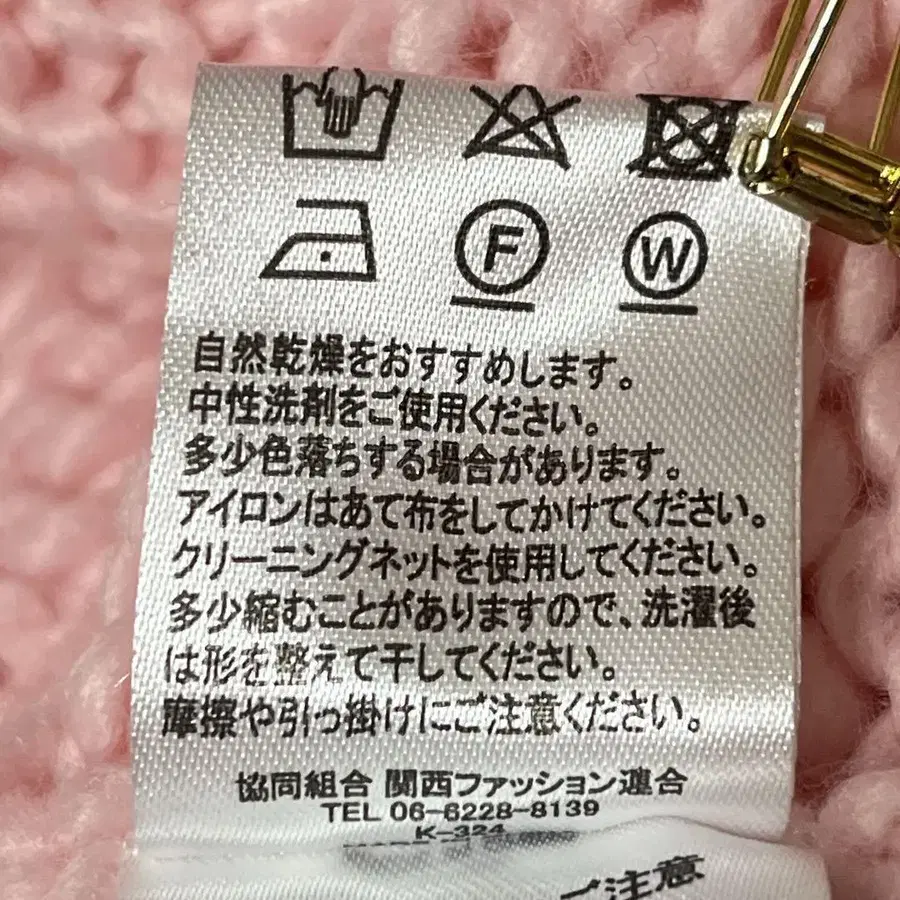 F W
自然乾燥をおすすめします。
中性洗剤をご使用ください。
多少色落ちする場合があります。
アイロンはあて布をしてかけてください。
クリーニングネットを使用してください。
多少縮むことがありますので、洗濯後
は形を整えて干してください。
摩擦や引っ掛けにご注意ください。
協同組合 関西ファッション連合
TEL 06-6228-8139
K-324
ご注意